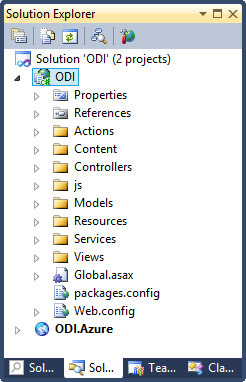 Solution Explorer
Solution 'ODI' (2 projects)
ODI
Properties
References
Actions
Content
Controllers
js
Models
Resources
Services
Views
Global.asax
packages.config
Web.config
ODI.Azure
Sol... Sol... Tea... Cla...